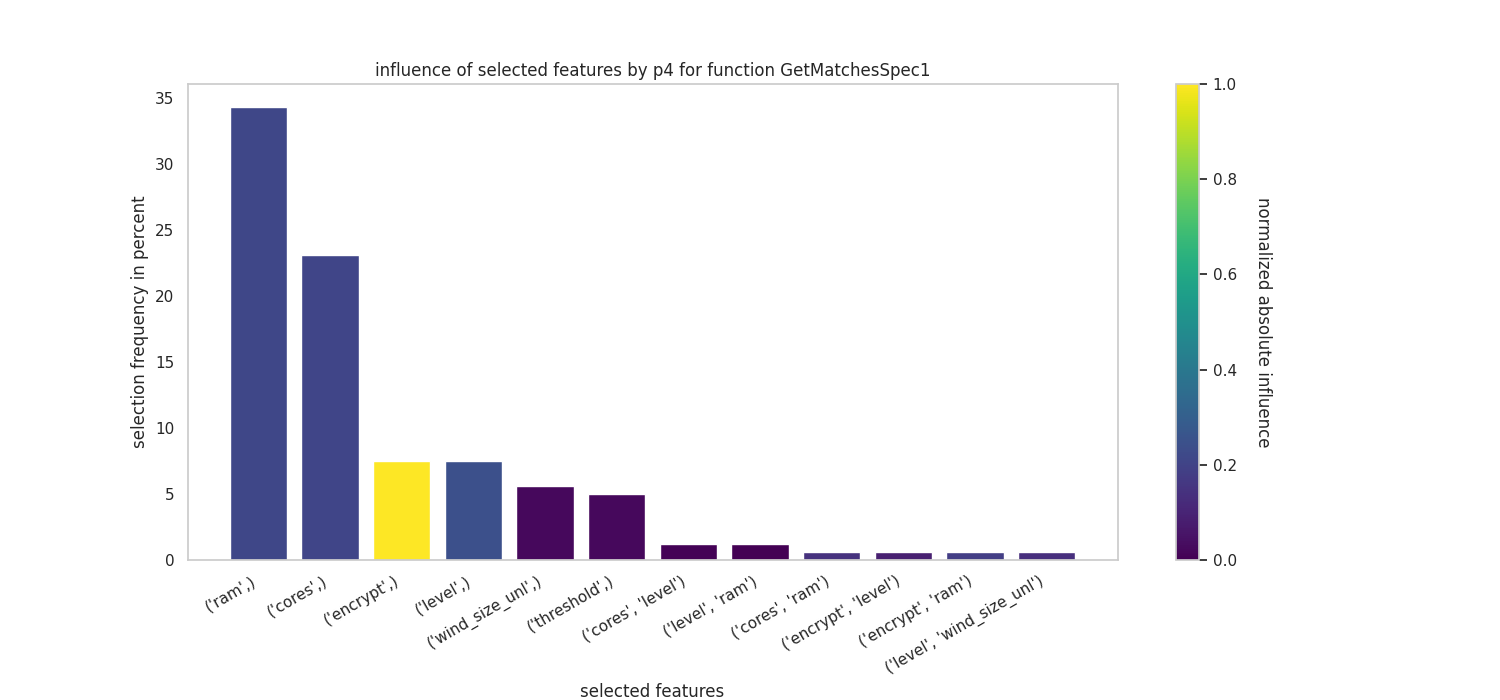 influence of selected features by p4 for function GetMatchesSpec1
selection frequency in percent
35
30
25
20
15
10
5
0
('ram',)
('cores',)
('encrypt',)
('level',)
('wind_size_unl',)
('threshold',)
('cores', 'level')
('level', 'ram')
('cores', 'ram')
('encrypt', 'level')
('encrypt', 'ram')
('level', 'wind_size_unl')
selected features
1.0
0.8
0.6
0.4
0.2
0.0
normalized absolute influence